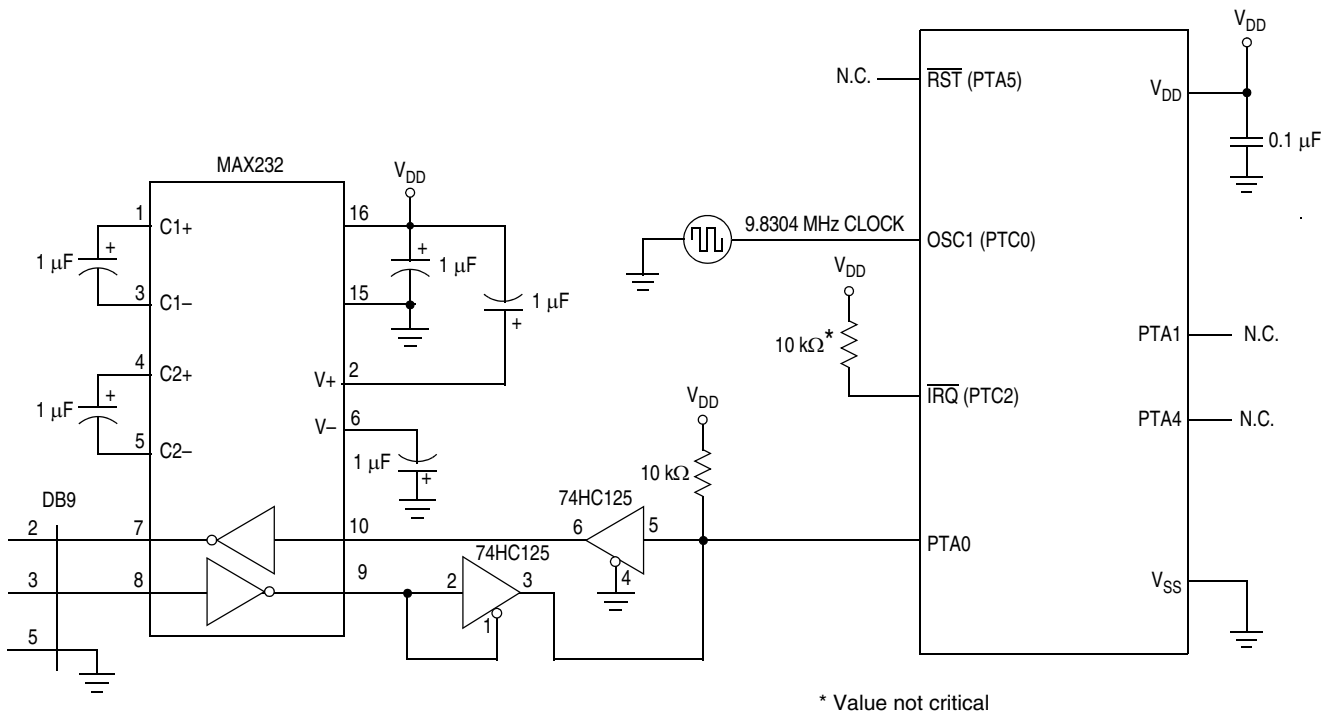 MAX232
1
C1+
+
1 µF
3
C1–
4
C2+
+
1 µF
5
C2–
16
VDD
+
1 µF
15
1 µF
+
V+
2
V–
6
1 µF
+
DB9
2
7
10
3
8
9
5
74HC125
6
5
4
74HC125
2
3
1
VDD
10 kΩ
N.C.
RST (PTA5)
9.8304 MHz CLOCK
OSC1 (PTC0)
VDD
10 kΩ*
IRQ (PTC2)
PTA0
VDD
VDD
0.1 µF
PTA1
N.C.
PTA4
N.C.
VSS
* Value not critical